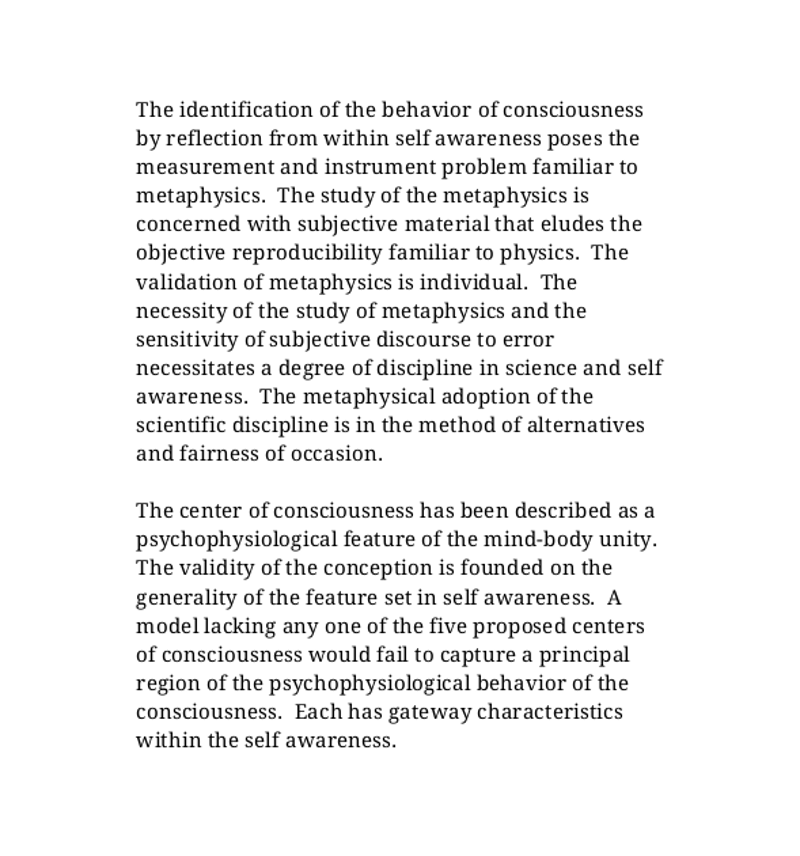 The identification of the behavior of consciousness
by reflection from within self awareness poses the
measurement and instrument problem familiar to
metaphysics.  The study of the metaphysics is
concerned with subjective material that eludes the
objective reproducibility familiar to physics.  The
validation of metaphysics is individual.  The
necessity of the study of metaphysics and the
sensitivity of subjective discourse to error
necessitates a degree of discipline in science and self
awareness.  The metaphysical adoption of the
scientific discipline is in the method of alternatives
and fairness of occasion.

The center of consciousness has been described as a
psychophysiological feature of the mind-body unity.
The validity of the conception is founded on the
generality of the feature set in self awareness.  A
model lacking any one of the five proposed centers
of consciousness would fail to capture a principal
region of the psychophysiological behavior of the
consciousness.  Each has gateway characteristics
within the self awareness.